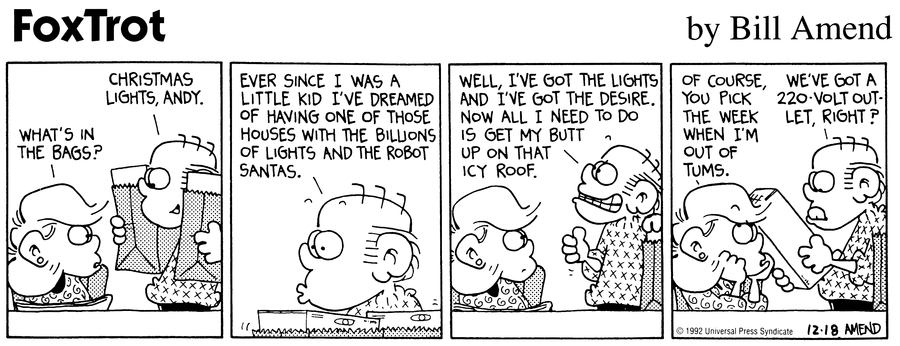 FoxTrot
by Bill Amend
CHRISTMAS
LIGHTS, ANDY.
WHAT'S IN
THE BAGS?
EVER SINCE I WAS A
LITTLE KID I'VE DREAMED
OF HAVING ONE OF THOSE
HOUSES WITH THE BILLIONS
OF LIGHTS AND THE ROBOT
SANTAS.
WELL, I'VE GOT THE LIGHTS
AND I'VE GOT THE DESIRE.
NOW ALL I NEED TO DO
IS GET MY BUTT
UP ON THAT
ICY ROOF.
OF COURSE,
YOU PICK
THE WEEK
WHEN I'M
OUT OF
TUMS.
WE'VE GOT A
220-VOLT OUT-
LET, RIGHT?
© 1992 Universal Press Syndicate
12·18 AMEND